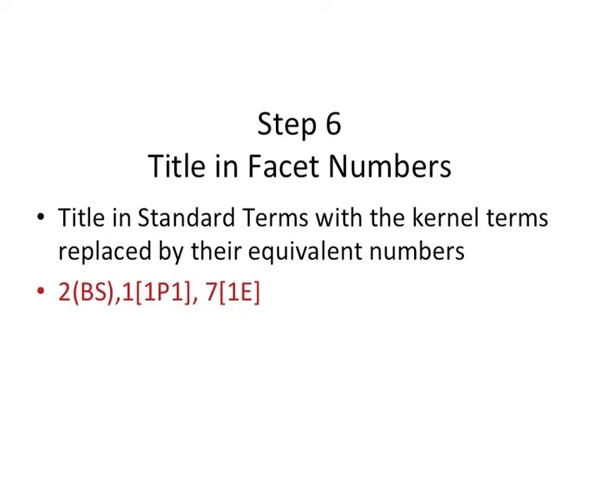 Step 6
Title in Facet Numbers
• Title in Standard Terms with the kernel terms
replaced by their equivalent numbers
• 2(BS),1[1P1], 7[1E]